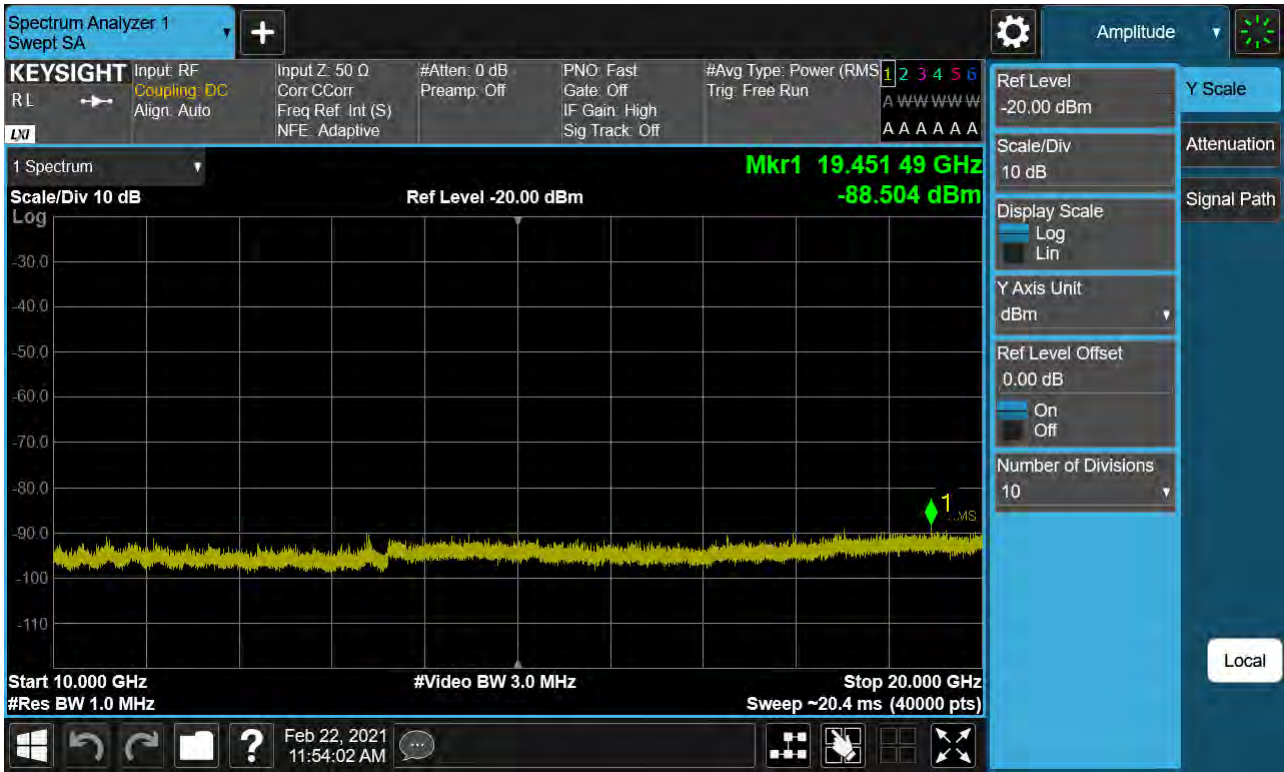 Spectrum Analyzer 1
Swept SA
Amplitude
KEYSIGHT
RL
LXI
Input: RF
Coupling: DC
Align: Auto
Input Z: 50 Ω
Corr CCorr
Freq Ref: Int (S)
NFE: Adaptive
#Atten: 0 dB
Preamp: Off
PNO: Fast
Gate: Off
IF Gain: High
Sig Track: Off
#Avg Type: Power (RMS
Trig: Free Run
1 2 3 4 5 6
A W W W W W
A A A A A A
1 Spectrum
Scale/Div 10 dB
Ref Level -20.00 dBm
Mkr1 19.451 49 GHz
-88.504 dBm
Log
-30.0
-40.0
-50.0
-60.0
-70.0
-80.0
-90.0
-100
-110
1
Start 10.000 GHz
#Res BW 1.0 MHz
#Video BW 3.0 MHz
Stop 20.000 GHz
Sweep ~20.4 ms (40000 pts)
Ref Level
-20.00 dBm
Scale/Div
10 dB
Display Scale
Log
Lin
Y Axis Unit
dBm
Ref Level Offset
0.00 dB
On
Off
Number of Divisions
10
Y Scale
Attenuation
Signal Path
Local
Feb 22, 2021
11:54:02 AM